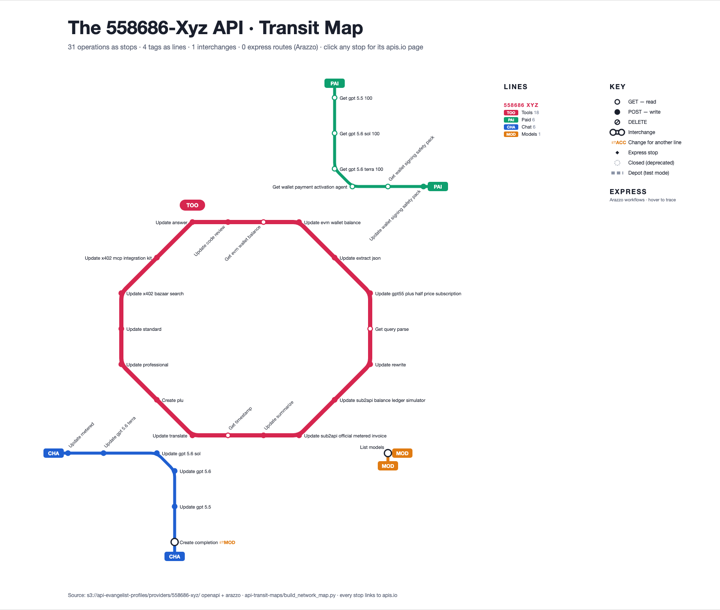 The 558686-Xyz API · Transit Map
31 operations as stops · 4 tags as lines · 1 interchanges · 0 express routes (Arazzo) · click any stop for its apis.io page
PAI
Get gpt 5.5 100
Get gpt 5.6 sol 100
Get gpt 5.6 terra 100
Get wallet payment activation agent
Get wallet signing safety pack
PAI
Update wallet signing safety pack
LINES
558686 XYZ
TOO Tools 18
PAI Paid 6
CHA Chat 6
MOD Models 1
KEY
GET — read
POST — write
DELETE
Interchange
⇄ACC Change for another line
Express stop
Closed (deprecated)
Depot (test mode)
EXPRESS
Arazzo workflows · hover to trace
TOO
Update answer
Update code review
Get evm wallet balance
Update evm wallet balance
Update x402 mcp integration kit
Update extract json
Update x402 bazaar search
Update gpt55 plus half price subscription
Update standard
Get query parse
Update professional
Update rewrite
Create ptu
Update sub2api balance ledger simulator
Update translate
Get timestamp
Update summarize
Update sub2api official metered invoice
CHA
Update metered
Update gpt 5.6 terra
Update gpt 5.6 sol
Update gpt 5.6
Update gpt 5.5
Create completion ⇄MOD
CHA
List models
MOD
MOD
Source: s3://api-evangelist-profiles/providers/558686-xyz/ openapi + arazzo · api-transit-maps/build_network_map.py · every stop links to apis.io